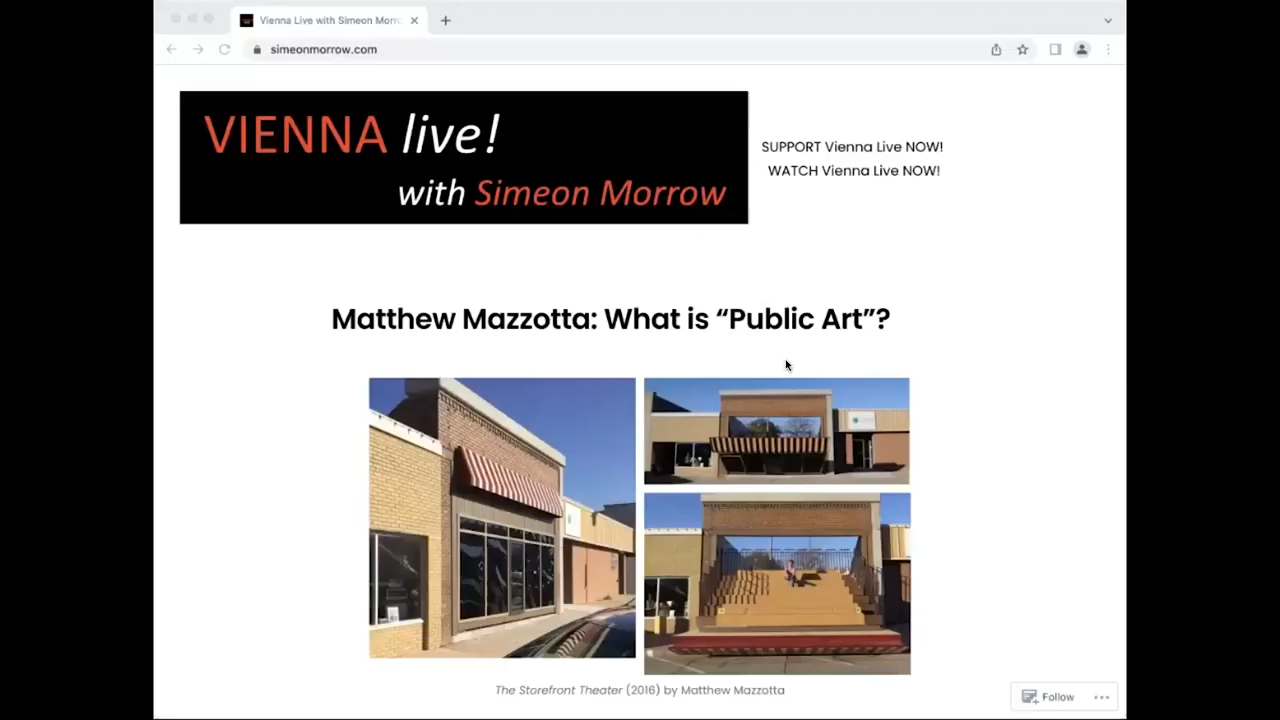 Vienna Live with Simeon Morro
simeonmorrow.com
VIENNA live!
with Simeon Morrow
SUPPORT Vienna Live NOW!
WATCH Vienna Live NOW!
Matthew Mazzotta: What is “Public Art”?
The Storefront Theater (2016) by Matthew Mazzotta
Follow